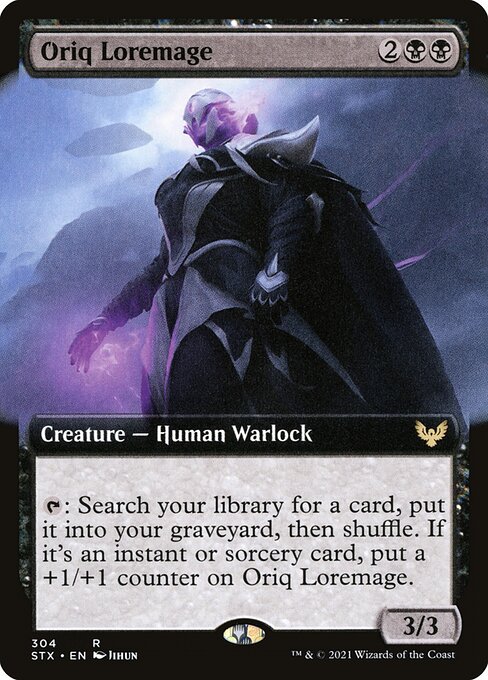 Oriq Loremage 2
Creature — Human Warlock
: Search your library for a card, put
it into your graveyard, then shuffle. If
it's an instant or sorcery card, put a
+1/+1 counter on Oriq Loremage.
3/3
304 R
STX • EN JIHUN
™ & © 2021 Wizards of the Coast